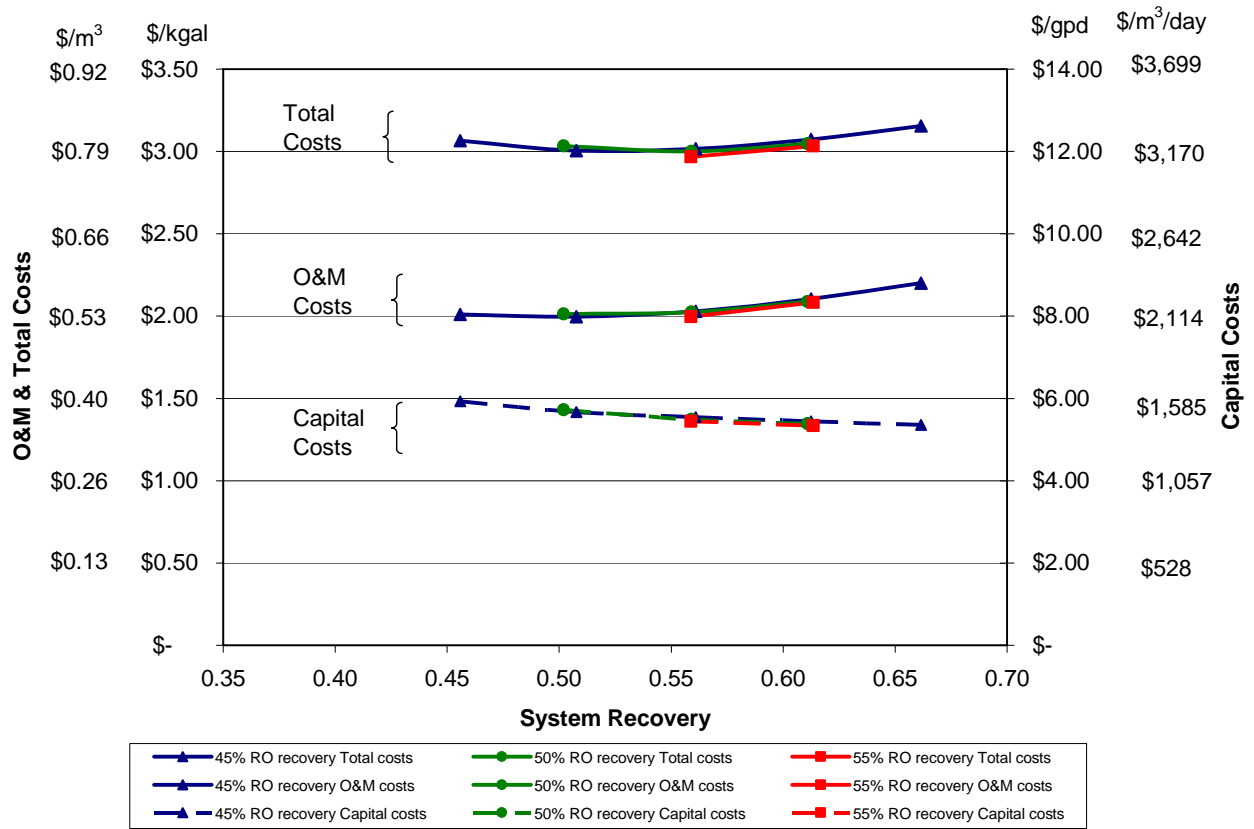 $/m³ $/kgal $/gpd $/m³/day
$0.92 $3.50 $14.00 $3,699
Total
Costs
$0.79 $3.00 $12.00 $3,170
$0.66 $2.50 $10.00 $2,642
O&M
Costs
$0.53 $2.00 $8.00 $2,114
$0.40 $1.50 $6.00 $1,585
Capital
Costs
$0.26 $1.00 $4.00 $1,057
$0.13 $0.50 $2.00 $528
$- $-
O&M & Total Costs
Capital Costs
0.35 0.40 0.45 0.50 0.55 0.60 0.65 0.70
System Recovery
45% RO recovery Total costs 50% RO recovery Total costs 55% RO recovery Total costs
45% RO recovery O&M costs 50% RO recovery O&M costs 55% RO recovery O&M costs
45% RO recovery Capital costs 50% RO recovery Capital costs 55% RO recovery Capital costs